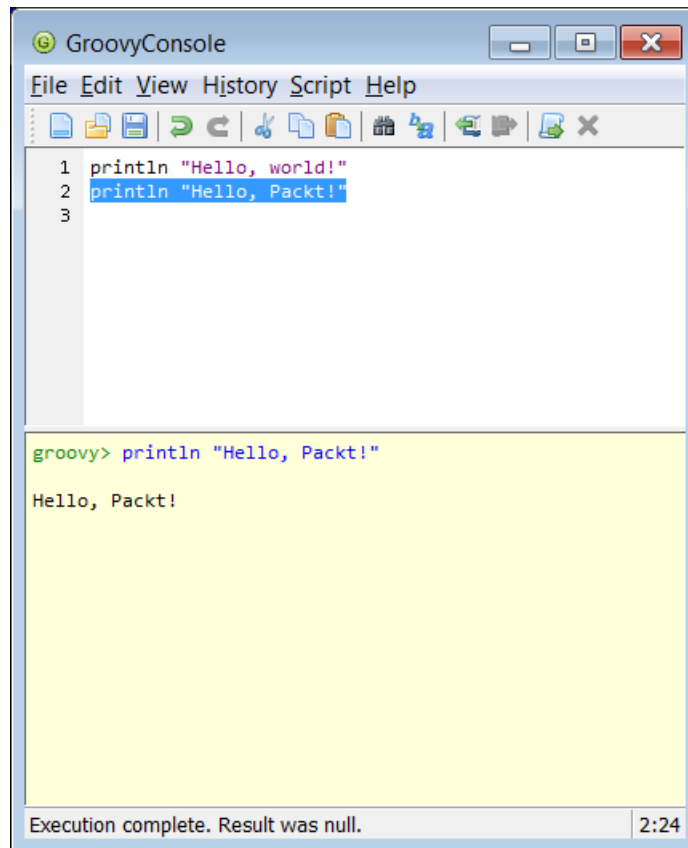 GroovyConsole
File Edit View History Script Help
1 println "Hello, world!"
2 println "Hello, Packt!"
3
groovy> println "Hello, Packt!"
Hello, Packt!
Execution complete. Result was null. 2:24